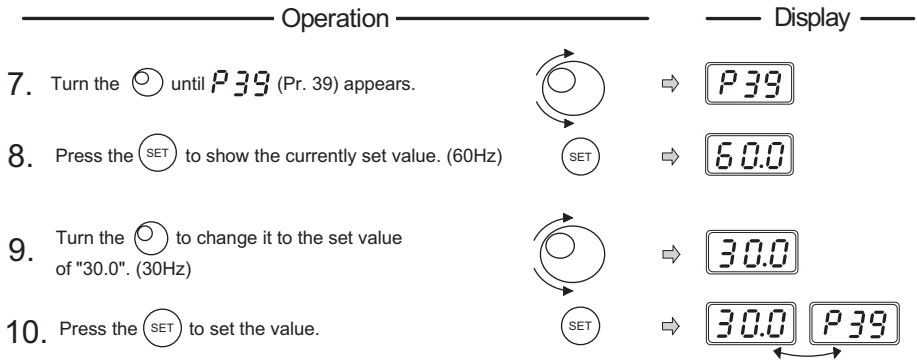 Operation Display
7. Turn the until P39 (Pr. 39) appears. P39
8. Press the SET to show the currently set value. (60Hz) SET 60.0
9. Turn the to change it to the set value
of "30.0". (30Hz) 30.0
10. Press the SET to set the value. SET 30.0 P39